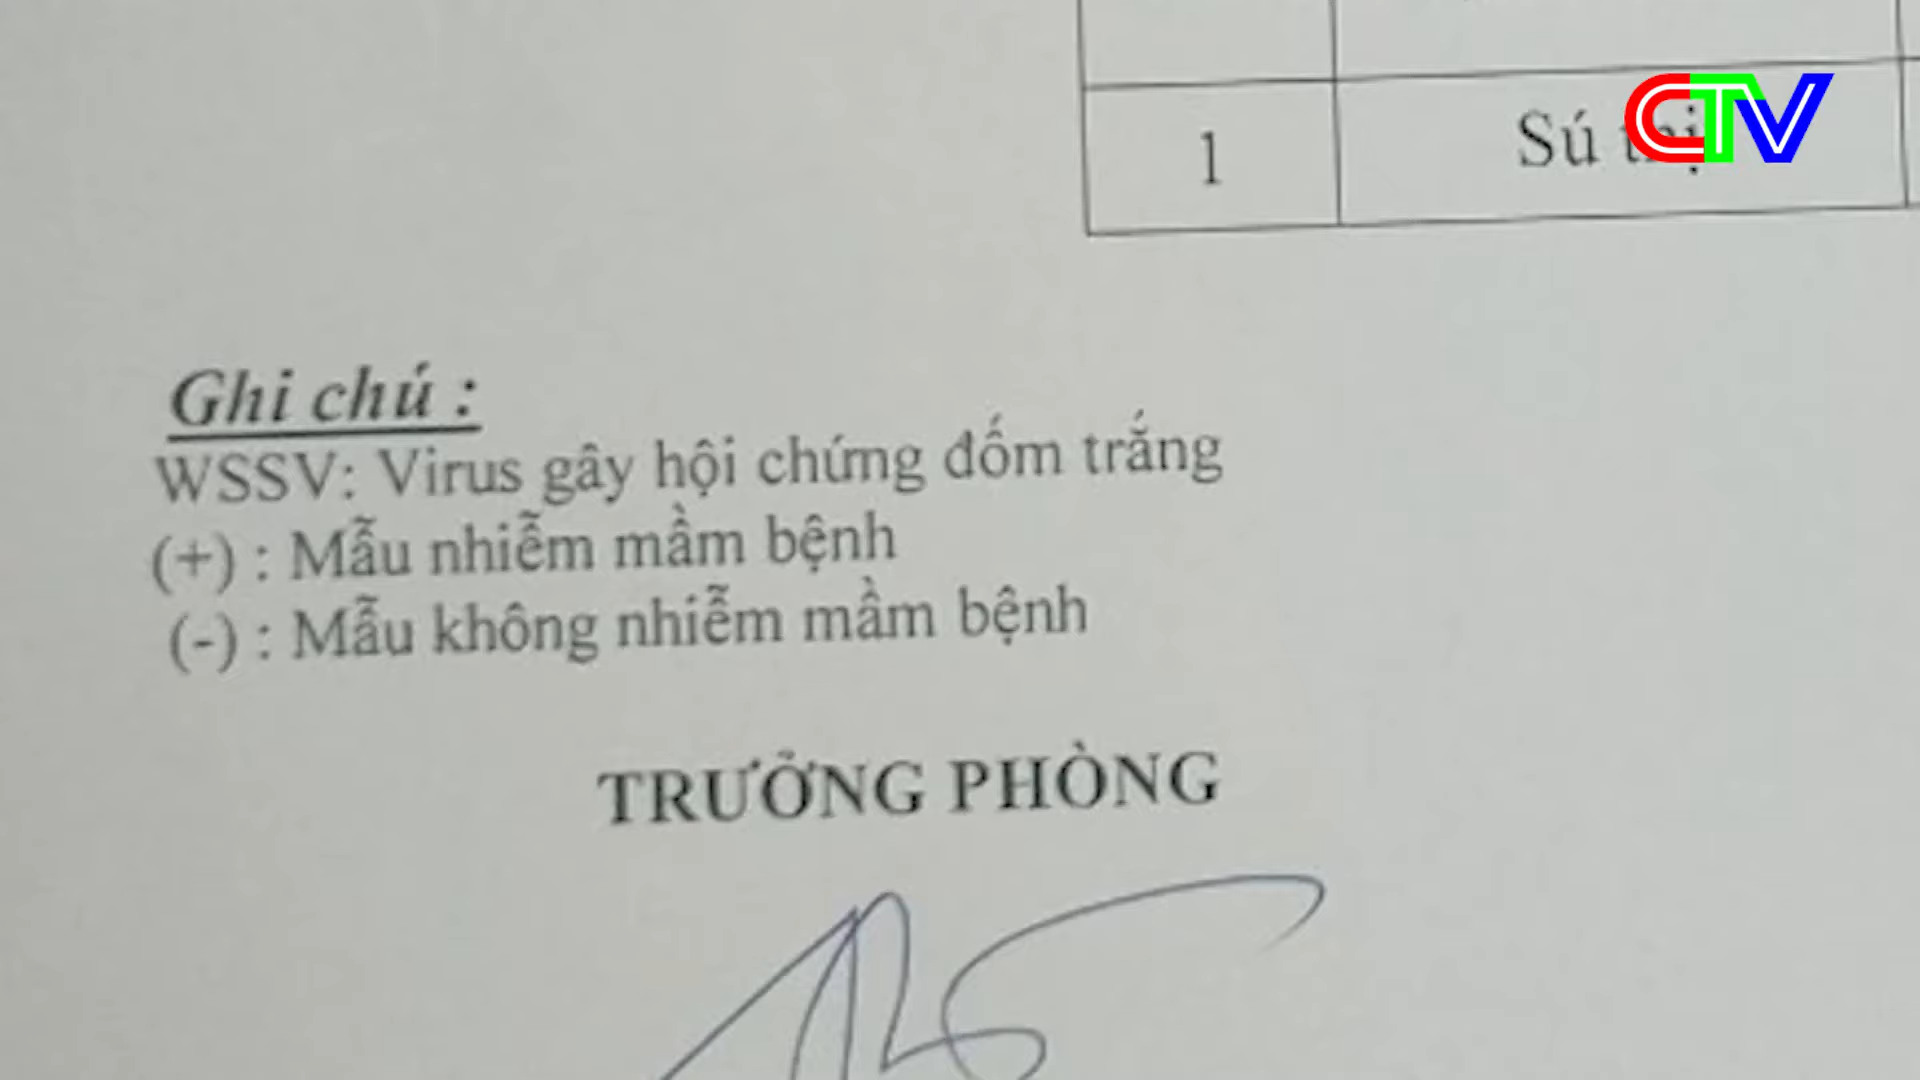 CTV
1 Sú thị
Ghi chú :
WSSV: Virus gây hội chứng đốm trắng
(+) : Mẫu nhiễm mầm bệnh
(-) : Mẫu không nhiễm mầm bệnh
TRƯỞNG PHÒNG